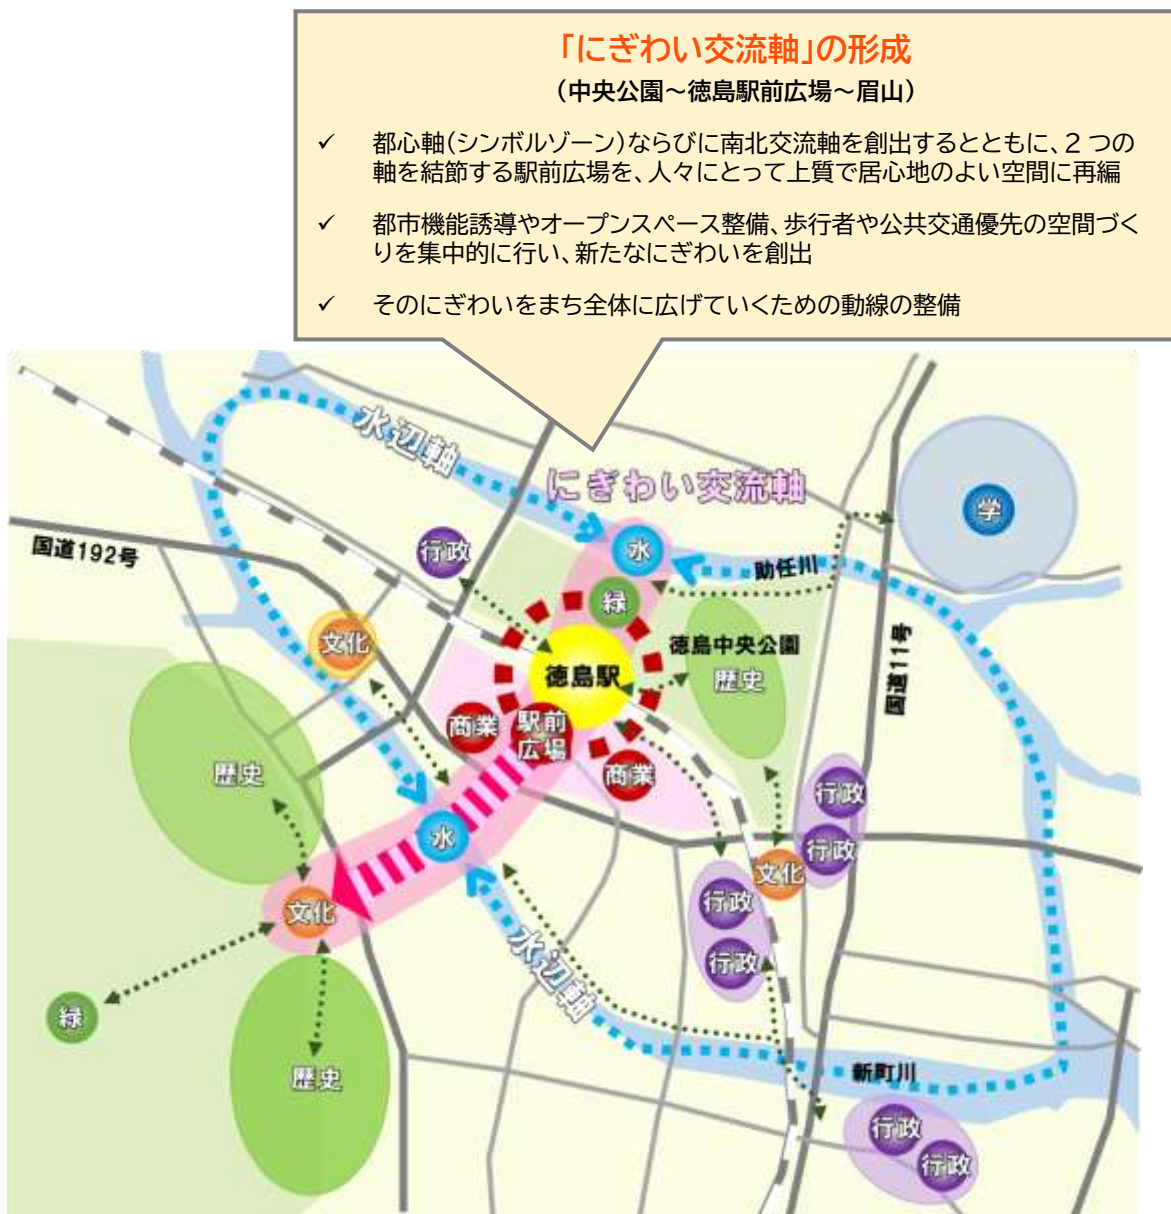 「にぎわい交流軸」の形成
（中央公園～徳島駅前広場～眉山）
✓ 都心軸（シンボルゾーン）ならびに南北交流軸を創出するとともに、２つの
軸を結節する駅前広場を、人々にとって上質で居心地のよい空間に再編
✓ 都市機能誘導やオープンスペース整備、歩行者や公共交通優先の空間づく
りを集中的に行い、新たなにぎわいを創出
✓ そのにぎわいをまち全体に広げていくための動線の整備
水辺軸
にぎわい交流軸
学
国道192号
行政
水
助任川
緑
文化
徳島中央公園
歴史
徳島駅
国道11号
商業
駅前
広場
商業
歴史
行政
水
行政
文化
行政
文化
行政
水辺軸
緑
歴史
新町川
行政
行政